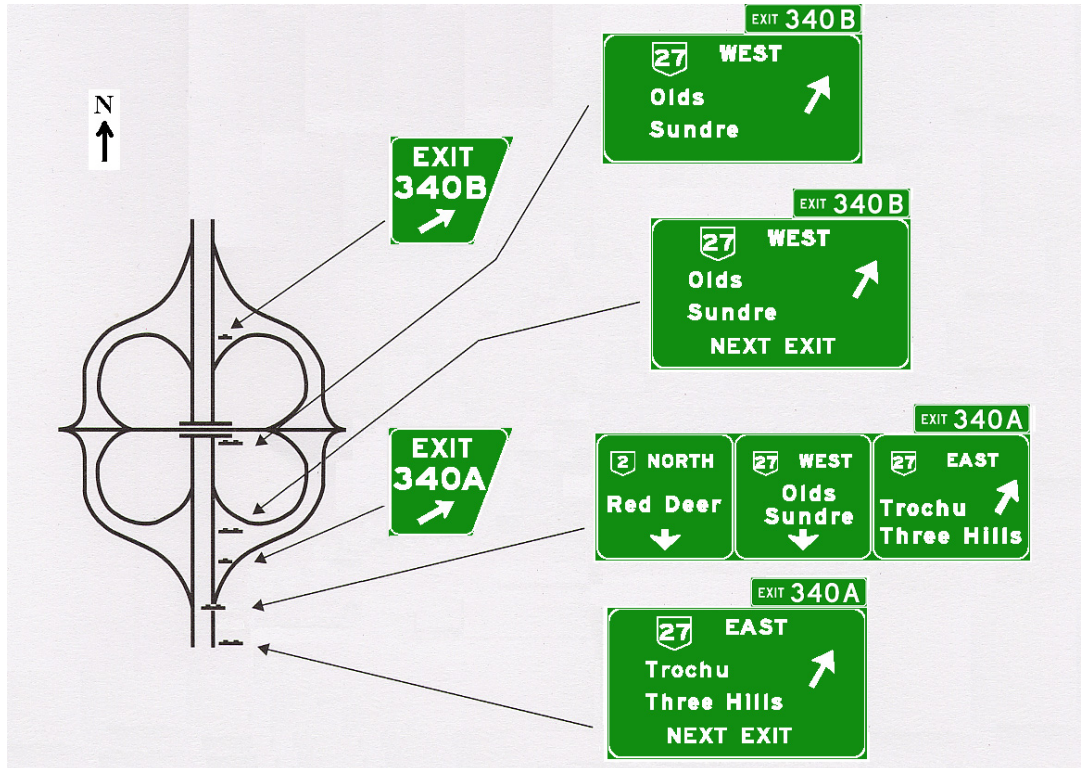 N
EXIT 340B
27 WEST
Olds
Sundre
EXIT
340B
EXIT 340B
27 WEST
Olds
Sundre
NEXT EXIT
EXIT 340A
2 NORTH
Red Deer
27 WEST
Olds
Sundre
27 EAST
Trochu
Three Hills
EXIT
340A
EXIT 340A
27 EAST
Trochu
Three Hills
NEXT EXIT